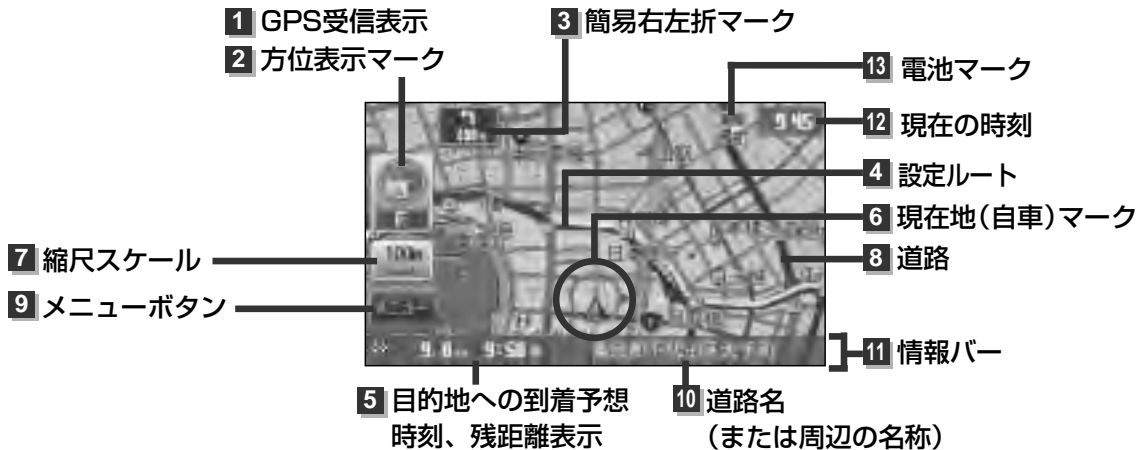 1 GPS受信表示
2 方位表示マーク
3 簡易右左折マーク
13 電池マーク
12 現在の時刻
4 設定ルート
6 現在地（自車）マーク
8 道路
7 縮尺スケール
9 メニューボタン
11 情報バー
5 目的地への到着予想
時刻、残距離表示
10 道路名
（または周辺の名称）
9:45
100m
9:50